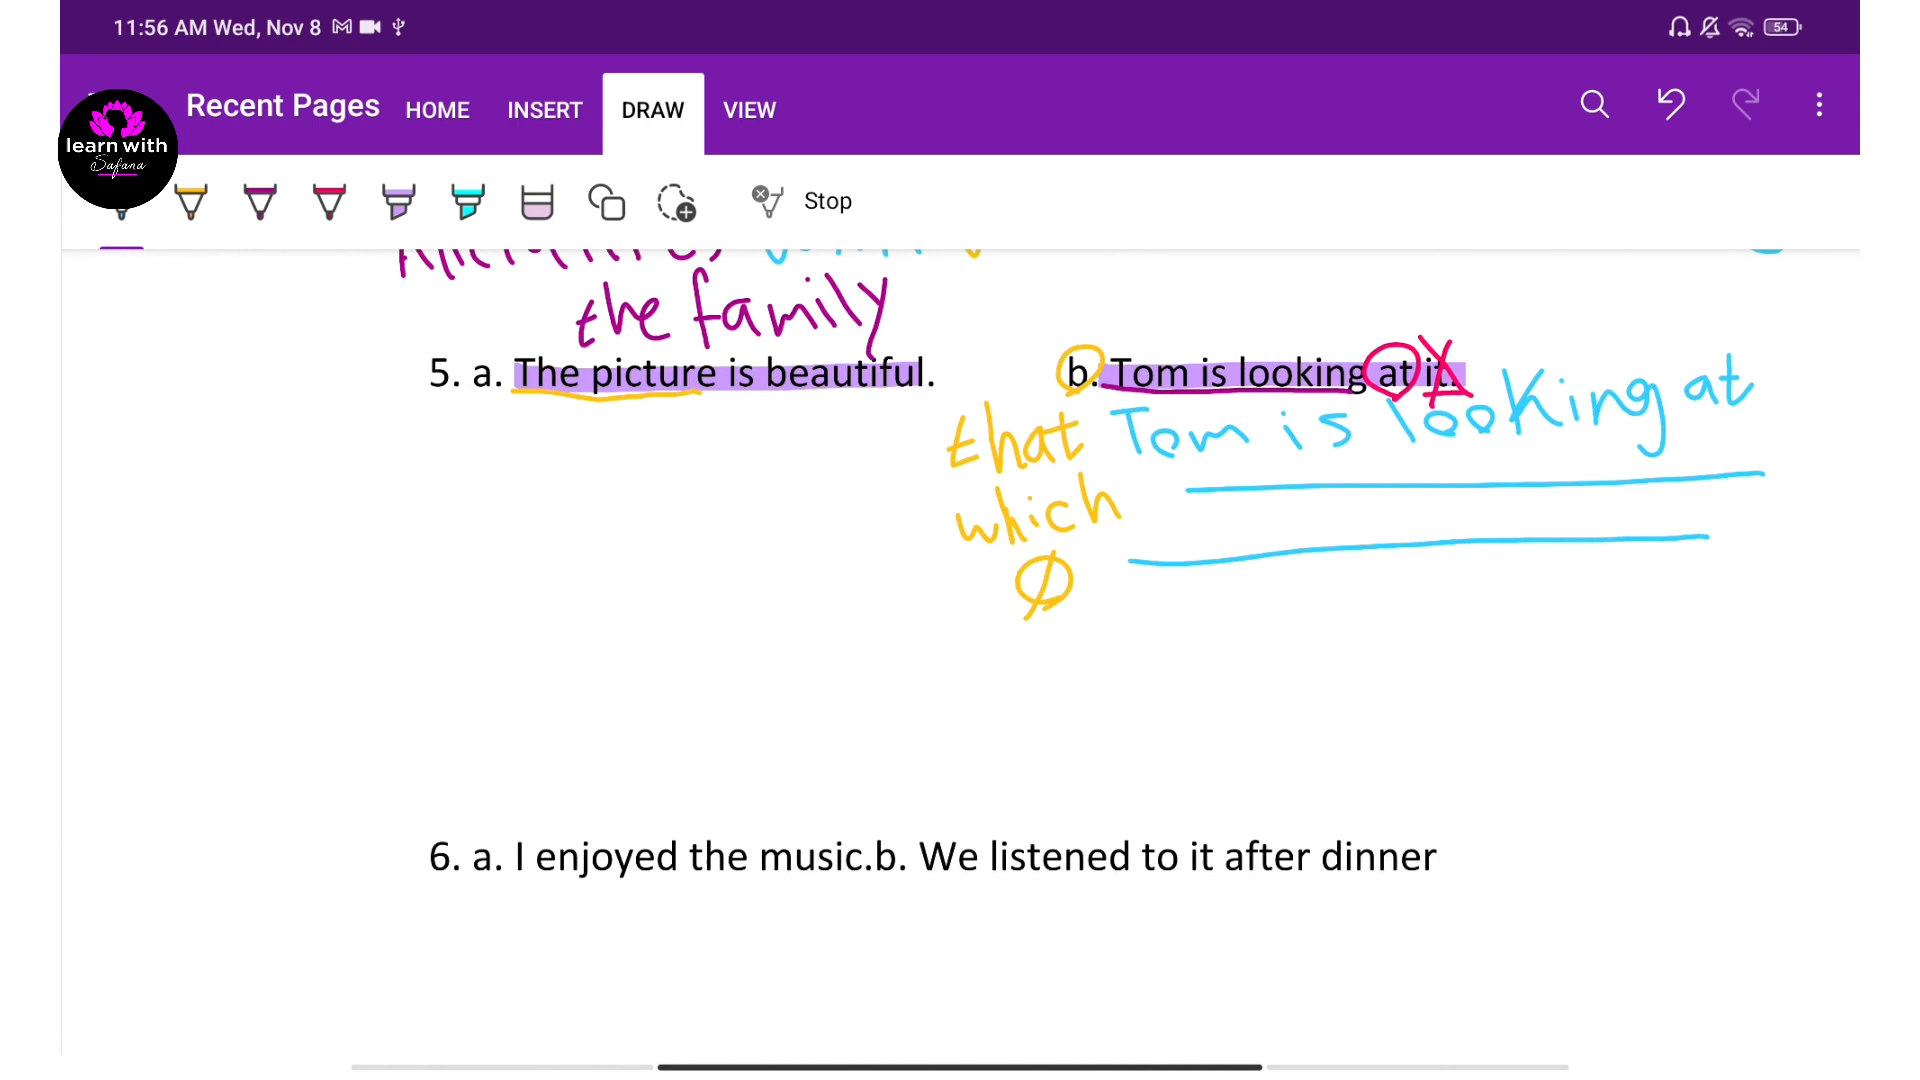 11:56 AM Wed, Nov 8
54
Recent Pages HOME INSERT DRAW VIEW
learn with
Safana
Stop
the family
5. a. The picture is beautiful. b. Tom is looking at it.
that Tom is looking at
which
Ø
6. a. I enjoyed the music.b. We listened to it after dinner